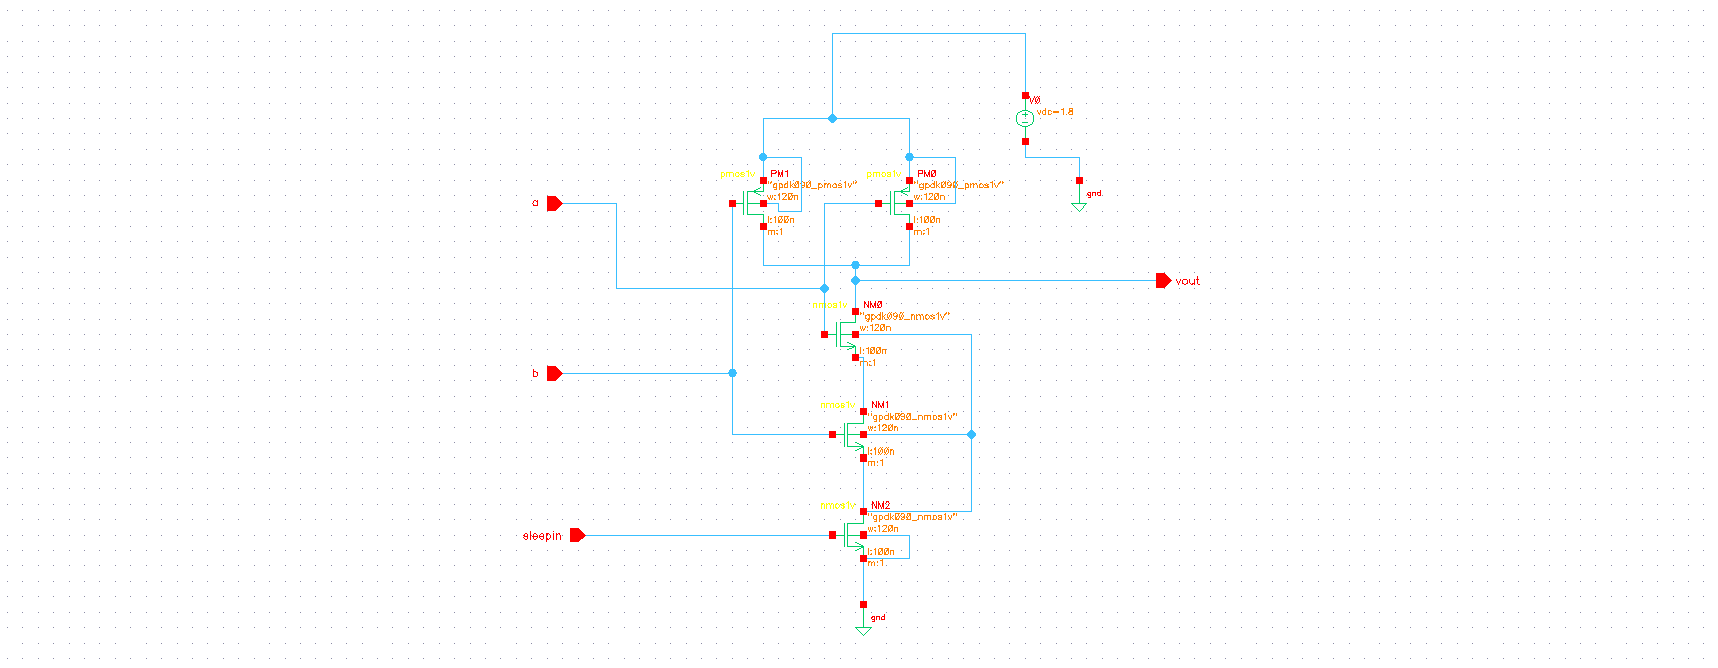 V0
vdc=1.8
pmos1v
PM1
"gpdk090_pmos1v"
w:120n
l:100n
m:1
pmos1v
PM0
"gpdk090_pmos1v"
w:120n
l:100n
m:1
gnd
a
vout
nmos1v
NM0
"gpdk090_nmos1v"
w:120n
l:100n
m:1
b
nmos1v
NM1
"gpdk090_nmos1v"
w:120n
l:100n
m:1
nmos1v
NM2
"gpdk090_nmos1v"
w:120n
l:100n
m:1
sleepin
gnd